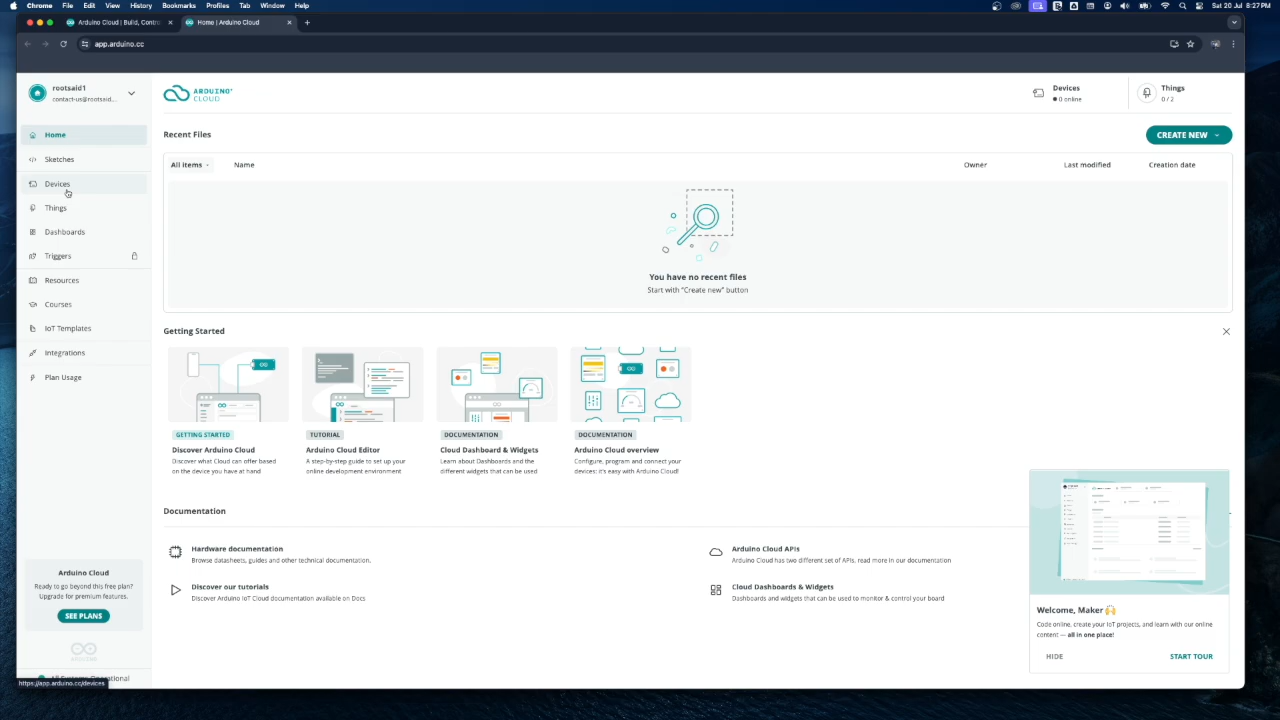 Chrome File Edit View History Bookmarks Profiles Tab Window Help Sat 20 Jul 8:27 PM
Arduino Cloud | Build, Contro Home | Arduino Cloud
app.arduino.cc
rootsaid1
contact-us@rootsaid...
ARDUINO
CLOUD
Devices
0 online
Things
0 / 2
Home
Sketches
Devices
Things
Dashboards
Triggers
Resources
Courses
IoT Templates
Integrations
Plan Usage
Arduino Cloud
Ready to go beyond this free plan?
Upgrade for premium features.
SEE PLANS
ARDUINO
https://app.arduino.cc/devices
Recent Files
CREATE NEW
All items Name Owner Last modified Creation date
You have no recent files
Start with "Create new" button
Getting Started
GETTING STARTED
Discover Arduino Cloud
Discover what Cloud can offer based
on the device you have at hand
TUTORIAL
Arduino Cloud Editor
A step-by-step guide to set up your
online development environment
DOCUMENTATION
Cloud Dashboard & Widgets
Learn about Dashboards and the
different widgets that can be used
DOCUMENTATION
Arduino Cloud overview
Configure, program and connect your
devices: it's easy with Arduino Cloud!
Documentation
Hardware documentation
Browse datasheets, guides and other technical documentation.
Arduino Cloud APIs
Arduino Cloud has two different set of APIs, read more in our documentation
Discover our tutorials
Discover Arduino IoT Cloud documentation available on Docs
Cloud Dashboards & Widgets
Dashboards and widgets that can be used to monitor & control your board
Welcome, Maker 🙌
Code online, create your IoT projects, and learn with our online
content — all in one place!
HIDE START TOUR